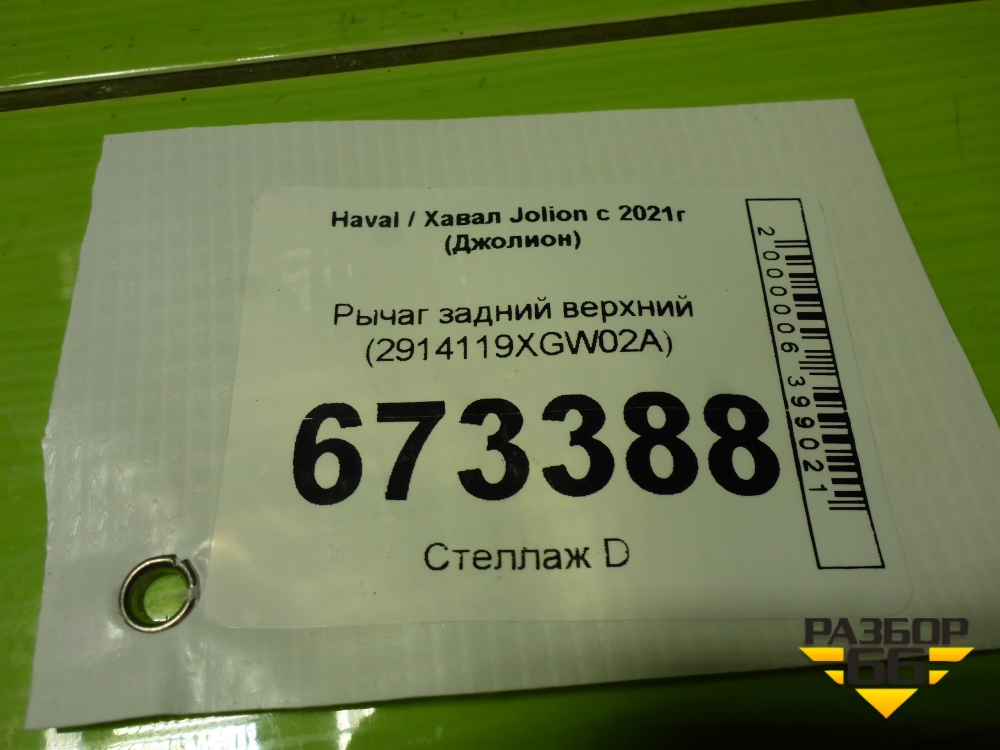 Haval / Хавал Jolion с 2021г
(Джолион)
Рычаг задний верхний
(2914119XGW02A)
673388
Стеллаж D
2000006399021
РАЗБОР
66